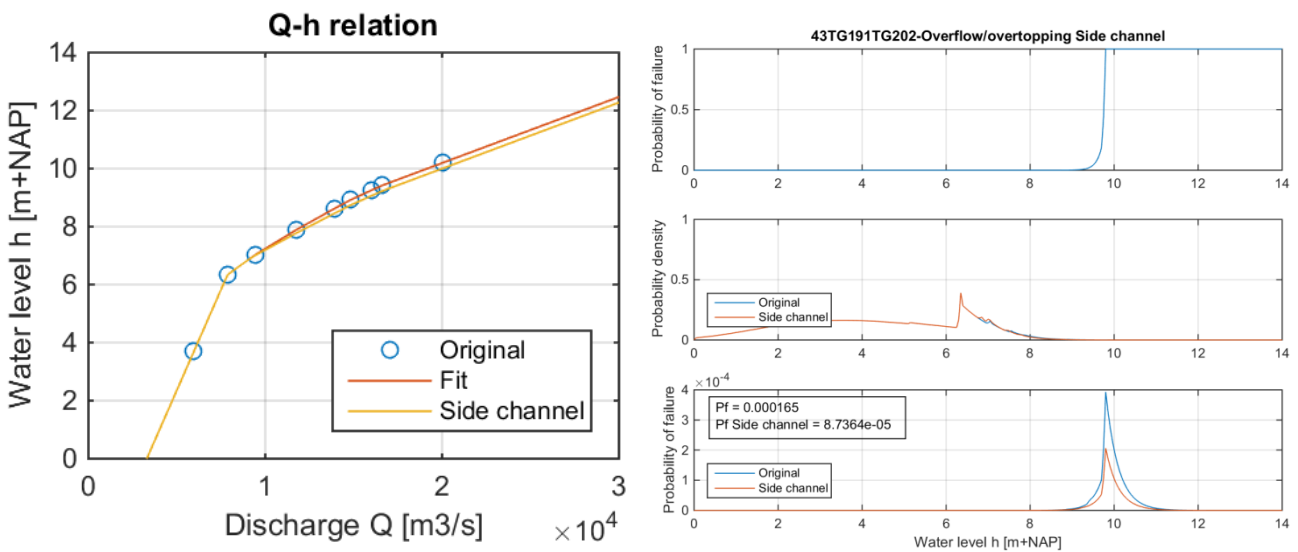 Q-h relation
14
12
10
8
6
4
2
0
Water level h [m+NAP]
Original
Fit
Side channel
0 1 2 3
Discharge Q [m3/s] ×10⁴
43TG191TG202-Overflow/overtopping Side channel
Probability of failure
1
0.5
0
0 2 4 6 8 10 12 14
Probability density
1
0.5
0
Original
Side channel
0 2 4 6 8 10 12 14
Probability of failure
×10⁻⁴
4
3
2
1
0
Pf = 0.000165
Pf Side channel = 8.7364e-05
Original
Side channel
0 2 4 6 8 10 12 14
Water level h [m+NAP]